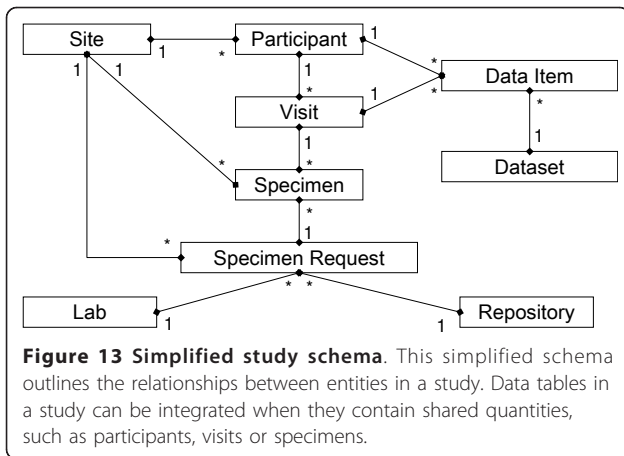 Site
Participant
1
*
1
1
1
1
*
Data Item
*
*
1
*
Visit
1
*
1
Dataset
*
Specimen
*
*
1
Specimen Request
*
*
Lab
1
1
Repository
Figure 13 Simplified study schema. This simplified schema
outlines the relationships between entities in a study. Data tables in
a study can be integrated when they contain shared quantities,
such as participants, visits or specimens.